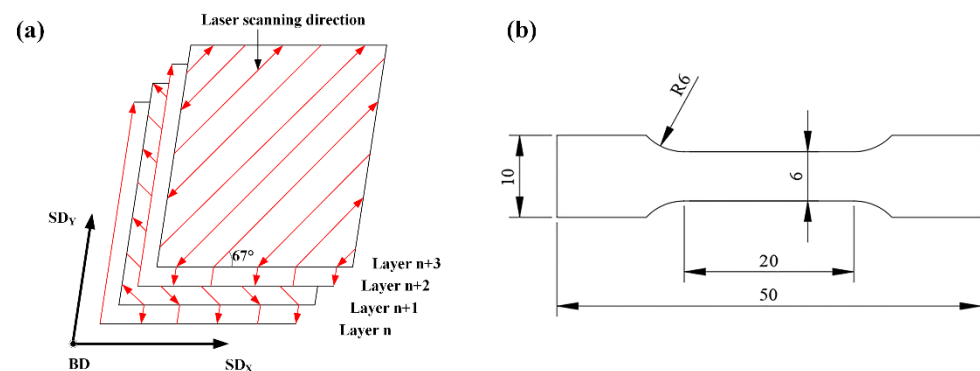 (a)
Laser scanning direction
67°
Layer n+3
Layer n+2
Layer n+1
Layer n
SDY
SDX
BD
(b)
R6
10
6
20
50